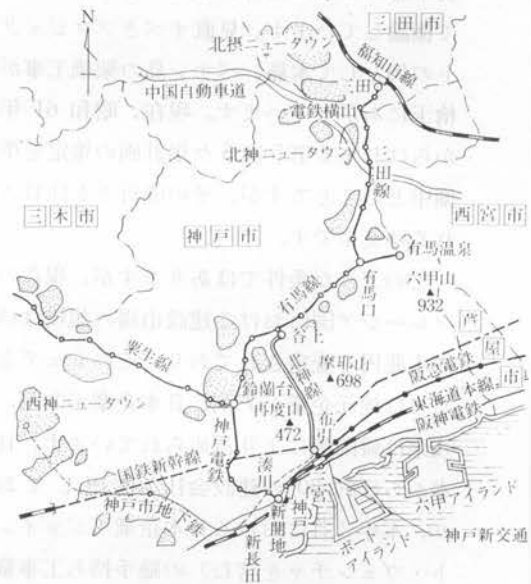 N
三田市
北摂ニュータウン
福知山線
三田
中国自動車道
電鉄横山
北神ニュータウン
三田線
三木市
神戸市
西宮市
有馬温泉
六甲山
932
有馬線
有馬口
谷上
芦屋市
北神線
摩耶山
698
粟生線
鈴蘭台
再度山
472
布引
阪急電鉄
東海道本線
阪神電鉄
西神ニュータウン
神戸電鉄
国鉄新幹線
湊川
六甲アイランド
神戸市地下鉄
新開地
神戸
三宮
新長田
ポートアイランド
神戸新交通